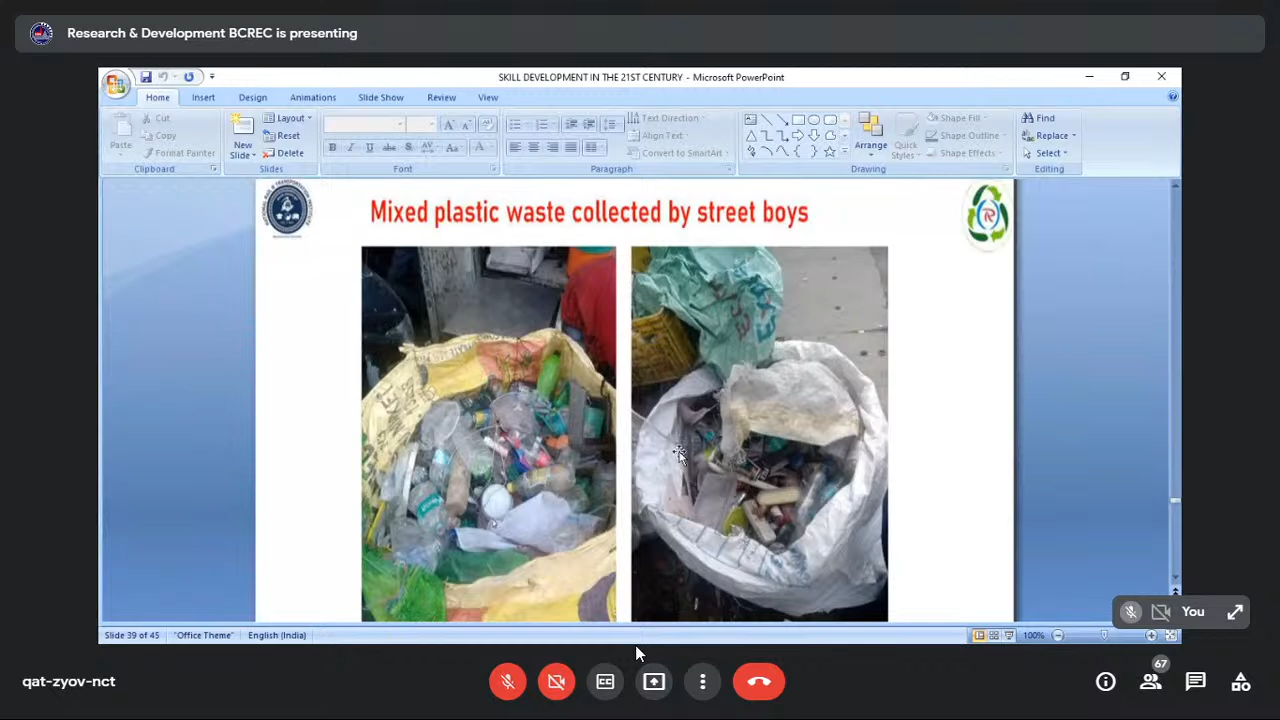 Research & Development BCREC is presenting
SKILL DEVELOPMENT IN THE 21ST CENTURY - Microsoft PowerPoint
Home Insert Design Animations Slide Show Review View
Paste
Cut
Copy
Format Painter
Clipboard
New Slide
Layout
Reset
Delete
Slides
B I U abc S AV Aa A
Font
Text Direction
Align Text
Convert to SmartArt
Paragraph
Arrange
Quick Styles
Shape Fill
Shape Outline
Shape Effects
Drawing
Find
Replace
Select
Editing
Mixed plastic waste collected by street boys
R
You
Slide 39 of 45 "Office Theme" English (India) 100%
qat-zyov-nct
CC
67